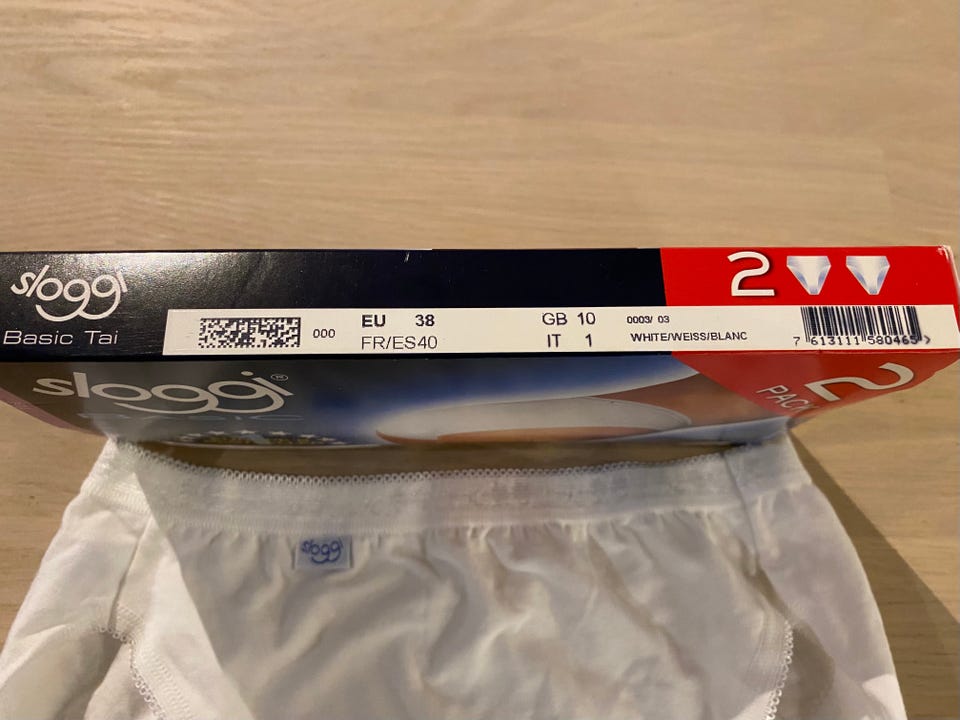 sloggi
Basic Tai
2
000
EU 38
FR/ES40
GB 10
IT 1
0003/ 03
WHITE/WEISS/BLANC
7 613111 580465 >
sloggi®
2
PACK
sloggi